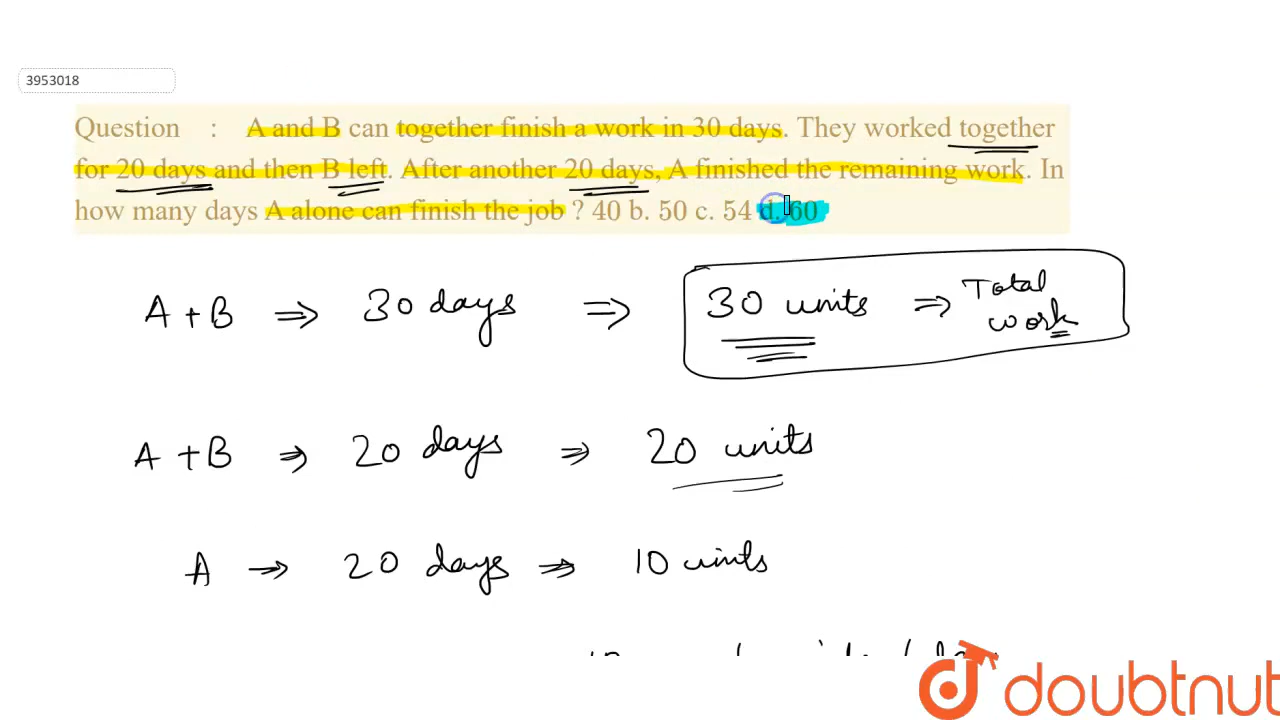 3953018
Question : A and B can together finish a work in 30 days. They worked together
for 20 days and then B left. After another 20 days, A finished the remaining work. In
how many days A alone can finish the job ? 40 b. 50 c. 54 d. 60
A + B ⇒ 30 days ⇒ 30 units ⇒ Total work
A + B ⇒ 20 days ⇒ 20 units
A → 20 days ⇒ 10 units
doubtnut